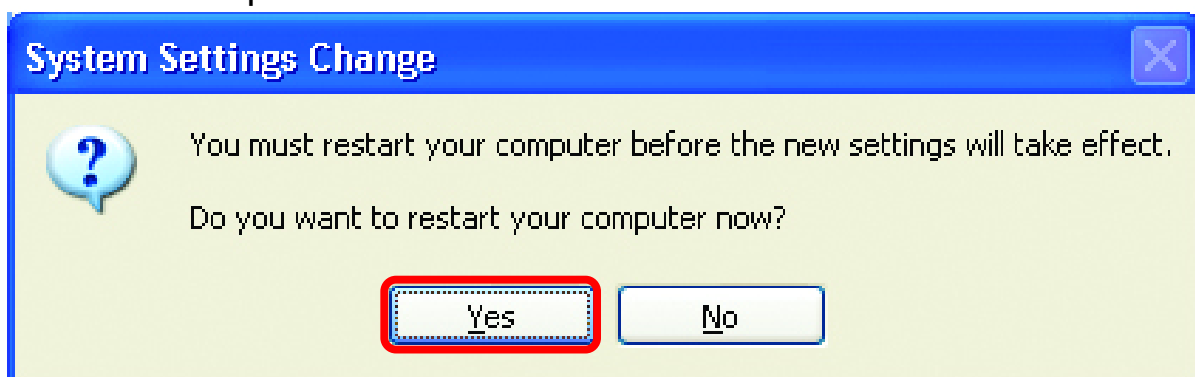 System Settings Change
You must restart your computer before the new settings will take effect.
Do you want to restart your computer now?
Yes
No